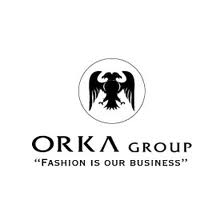 ORKA GROUP
“FASHION IS OUR BUSINESS”